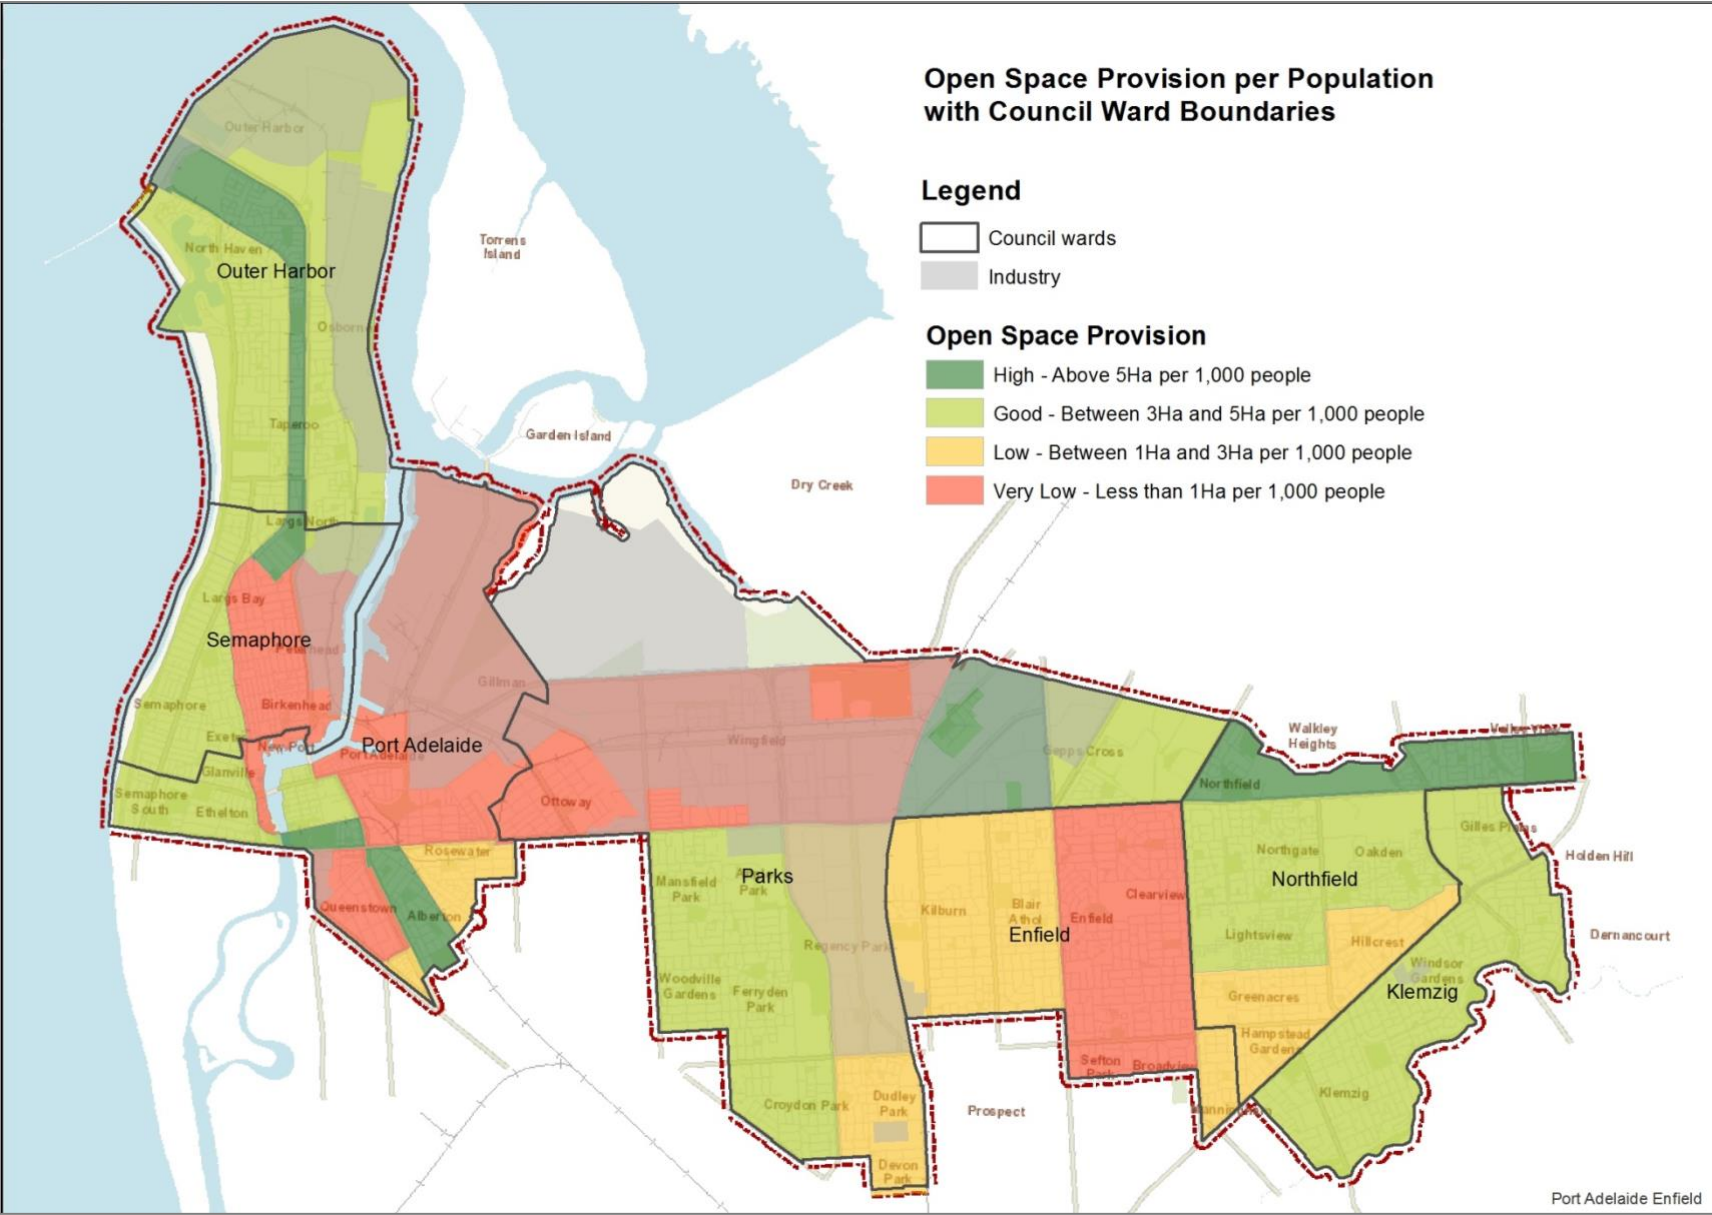 Open Space Provision per Population
with Council Ward Boundaries
Legend
Council wards
Industry
Open Space Provision
High - Above 5Ha per 1,000 people
Good - Between 3Ha and 5Ha per 1,000 people
Low - Between 1Ha and 3Ha per 1,000 people
Very Low - Less than 1Ha per 1,000 people
Outer Harbor
Torrens
Island
North Haven
Outer Harbor
Osborne
Taperoo
Garden Island
Dry Creek
Largs North
Largs Bay
Semaphore
Peterhead
Gillman
Semaphore
Birkenhead
Exeter
New Port
Port Adelaide
Port Adelaide
Wingfield
Gepps Cross
Walkley
Heights
Valley View
Glanville
Northfield
Semaphore
South
Ethelton
Ottoway
Gilles Plains
Rosewater
Northgate
Oakden
Holden Hill
Mansfield
Park
Parks
Park
Northfield
Clearview
Queenstown
Alberton
Kilburn
Blair
Athol
Enfield
Enfield
Lightsview
Hillcrest
Dernancourt
Regency Park
Woodville
Gardens
Ferryden
Park
Windsor
Gardens
Klemzig
Greenacres
Hampstead
Gardens
Sefton
Park
Broadview
Croydon Park
Dudley
Park
Prospect
Klemzig
Devon
Park
Port Adelaide Enfield